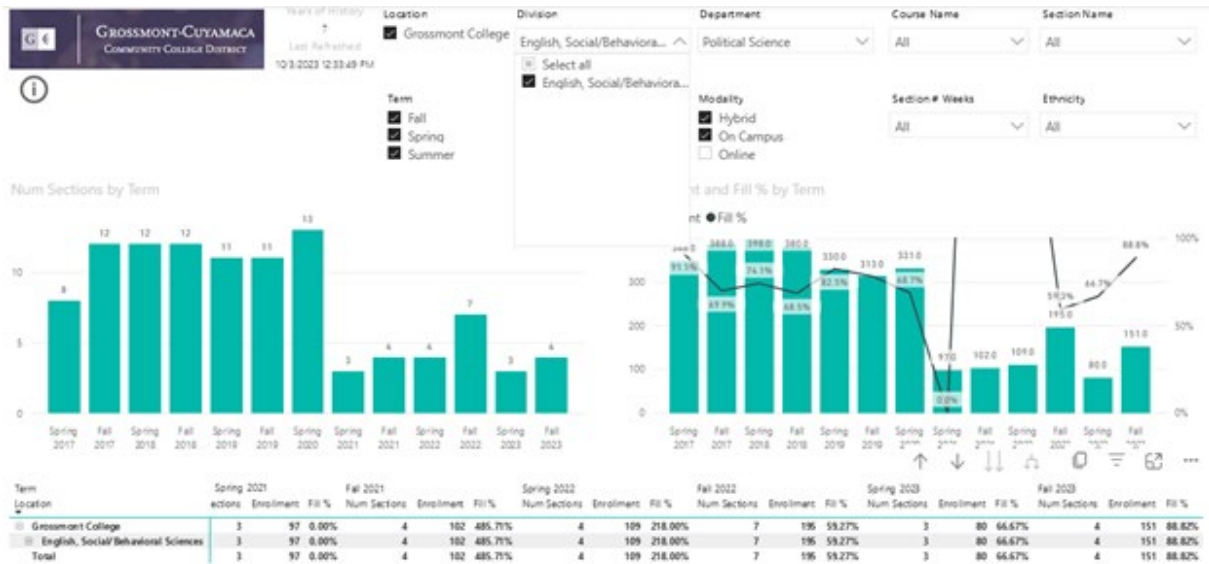 G C
GROSSMONT-CUYAMACA
COMMUNITY COLLEGE DISTRICT
Years of History
7
Last Refreshed
10/3/2023 12:33:49 PM
Location
Grossmont College
Division
English, Social/Behaviora...
Select all
English, Social/Behaviora...
Department
Political Science
Course Name
All
Section Name
All
Term
Fall
Spring
Summer
Modality
Hybrid
On Campus
Online
Section # Weeks
All
Ethnicity
All
Num Sections by Term
10
5
0
8
12
12
12
11
11
13
3
4
4
7
3
4
Spring 2017 Fall 2017 Spring 2018 Fall 2018 Spring 2019 Fall 2019 Spring 2020 Spring 2021 Fall 2021 Spring 2022 Fall 2022 Spring 2023 Fall 2023
nt and Fill % by Term
nt Fill %
300
200
100
0
388.0 398.0 380.0 330.0 313.0 331.0 97.0 102.0 109.0 195.0 80.0 151.0
91.1% 69.9% 74.1% 68.5% 82.5% 68.7% 0.0% 59.3% 66.7% 88.8%
100%
50%
0%
Spring 2017 Fall 2017 Spring 2018 Fall 2018 Spring 2019 Fall 2019 Spring Spring Fall Spring Fall Spring Fall
Term Spring 2021 Fall 2021 Spring 2022 Fall 2022 Spring 2023 Fall 2023
Location ections Enrollment Fill % Num Sections Enrollment Fill % Num Sections Enrollment Fill % Num Sections Enrollment Fill % Num Sections Enrollment Fill % Num Sections Enrollment Fill %
Grossmont College 3 97 0.00% 4 102 485.71% 4 109 218.00% 7 195 59.27% 3 80 66.67% 4 151 88.82%
English, Social/Behavioral Sciences 3 97 0.00% 4 102 485.71% 4 109 218.00% 7 195 59.27% 3 80 66.67% 4 151 88.82%
Total 3 97 0.00% 4 102 485.71% 4 109 218.00% 7 195 59.27% 3 80 66.67% 4 151 88.82%